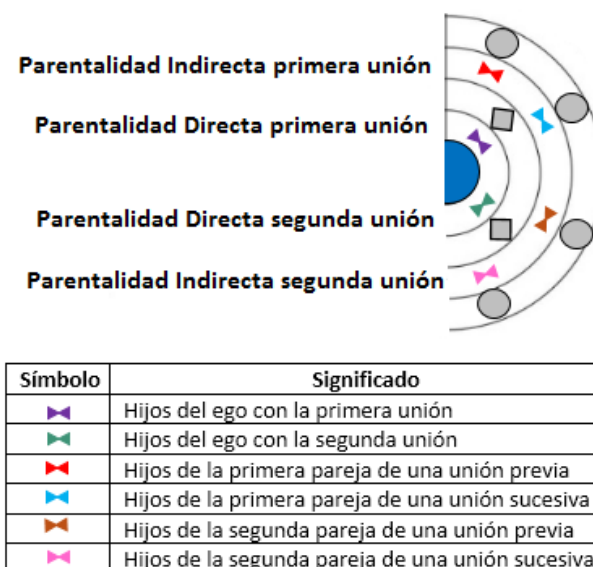 Parentalidad Indirecta primera unión
Parentalidad Directa primera unión
Parentalidad Directa segunda unión
Parentalidad Indirecta segunda unión
Símbolo Significado
Hijos del ego con la primera unión
Hijos del ego con la segunda unión
Hijos de la primera pareja de una unión previa
Hijos de la primera pareja de una unión sucesiva
Hijos de la segunda pareja de una unión previa
Hijos de la segunda pareja de una unión sucesiva